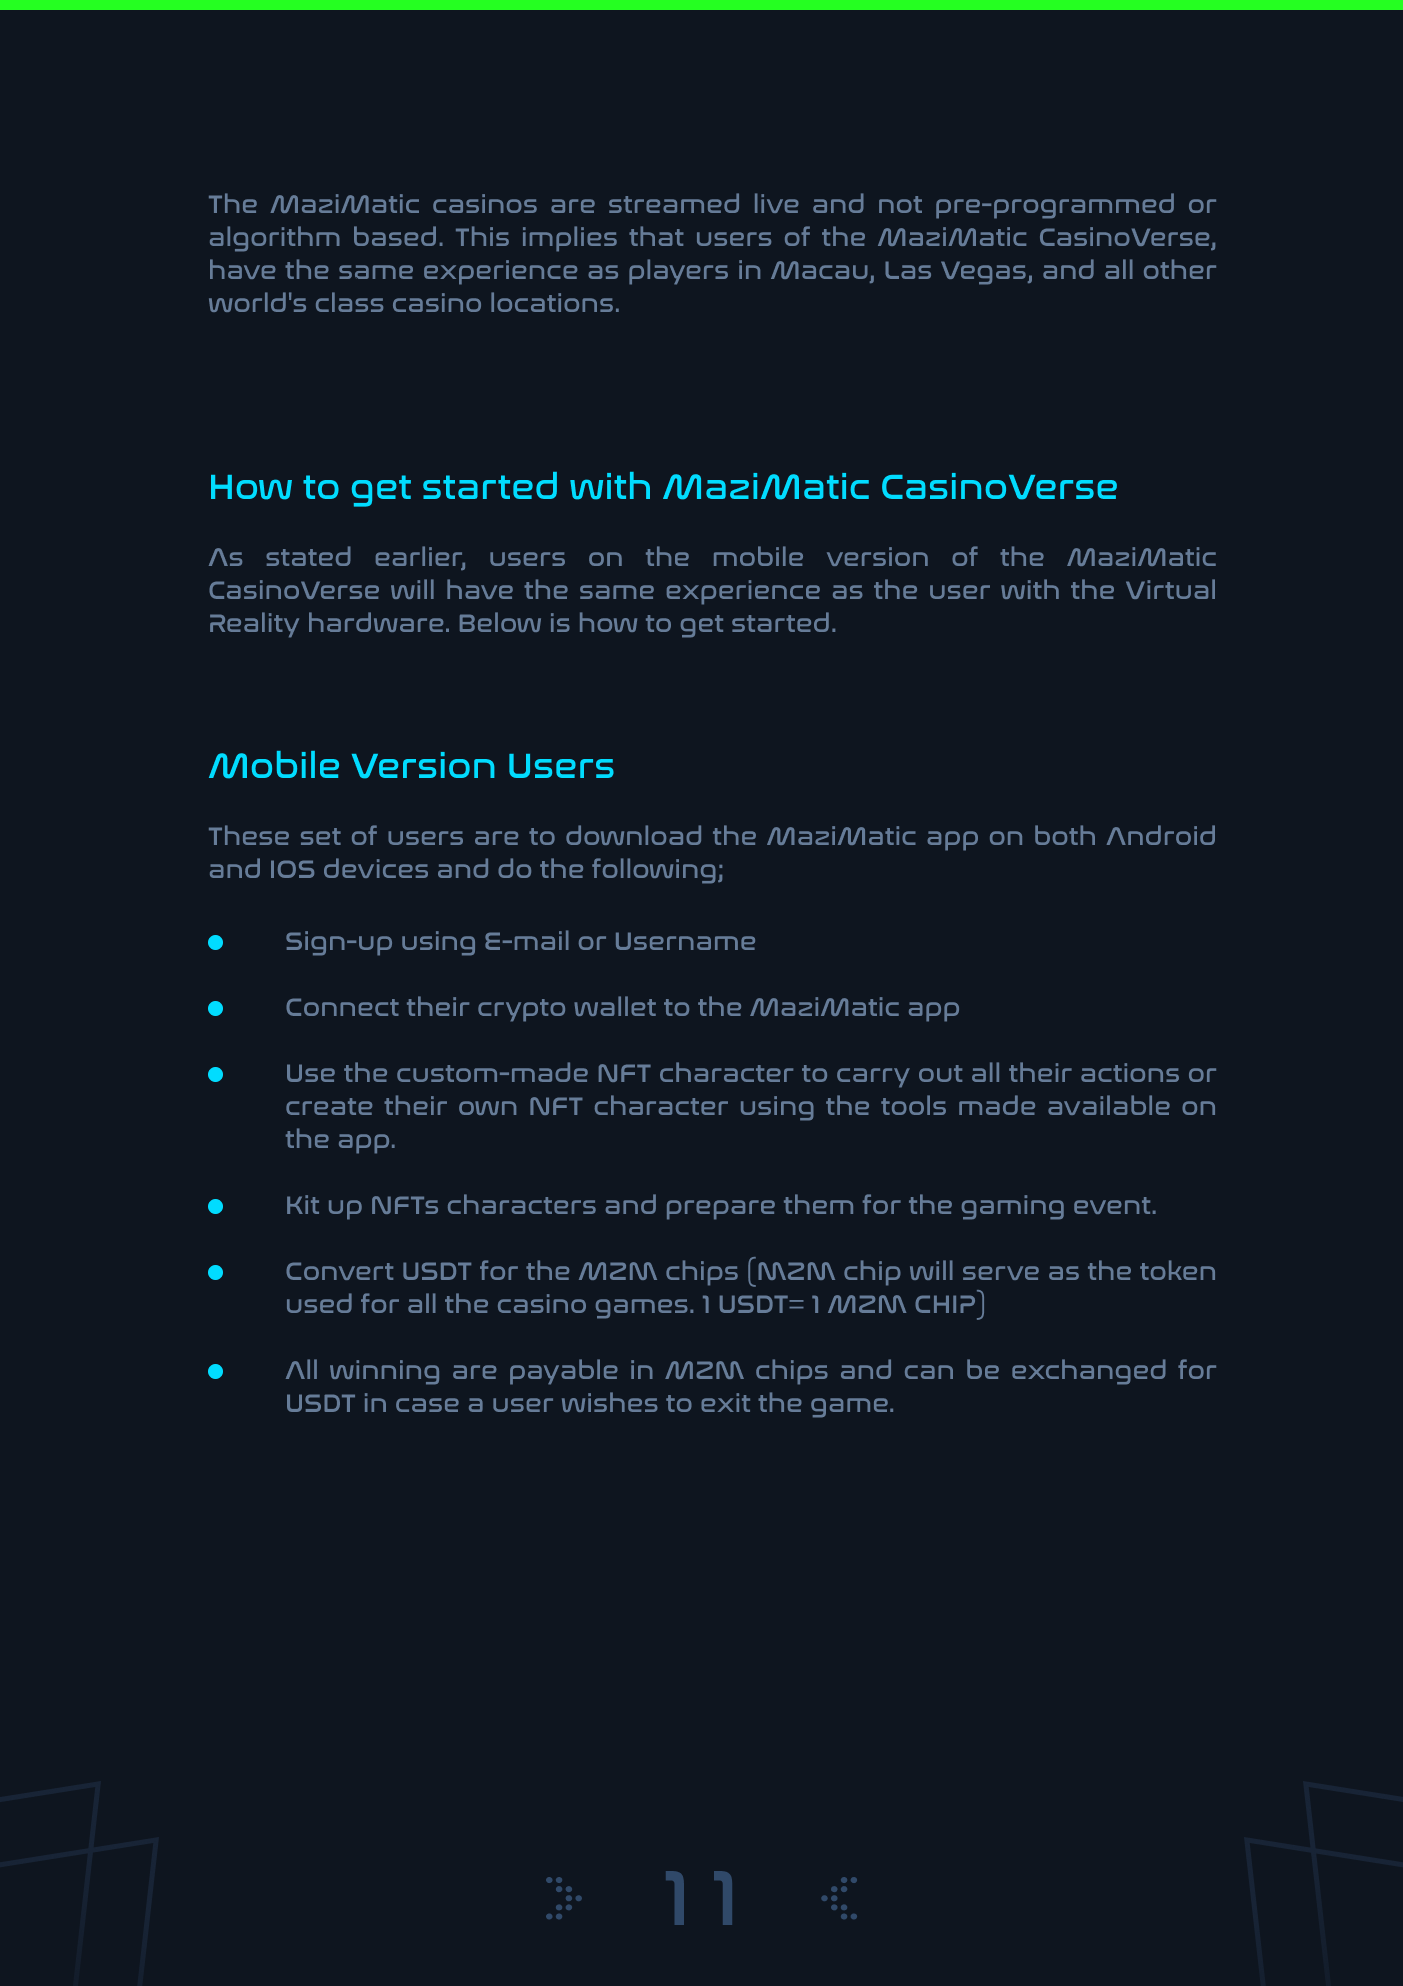 The MaziMatic casinos are streamed live and not pre-programmed or
algorithm based. This implies that users of the MaziMatic CasinoVerse,
have the same experience as players in Macau, Las Vegas, and all other
world's class casino locations.
How to get started with MaziMatic CasinoVerse
As stated earlier, users on the mobile version of the MaziMatic
CasinoVerse will have the same experience as the user with the Virtual
Reality hardware. Below is how to get started.
Mobile Version Users
These set of users are to download the MaziMatic app on both Android
and IOS devices and do the following;
Sign-up using E-mail or Username
Connect their crypto wallet to the MaziMatic app
Use the custom-made NFT character to carry out all their actions or
create their own NFT character using the tools made available on
the app.
Kit up NFTs characters and prepare them for the gaming event.
Convert USDT for the MZM chips (MZM chip will serve as the token
used for all the casino games. 1 USDT= 1 MZM CHIP)
All winning are payable in MZM chips and can be exchanged for
USDT in case a user wishes to exit the game.
11